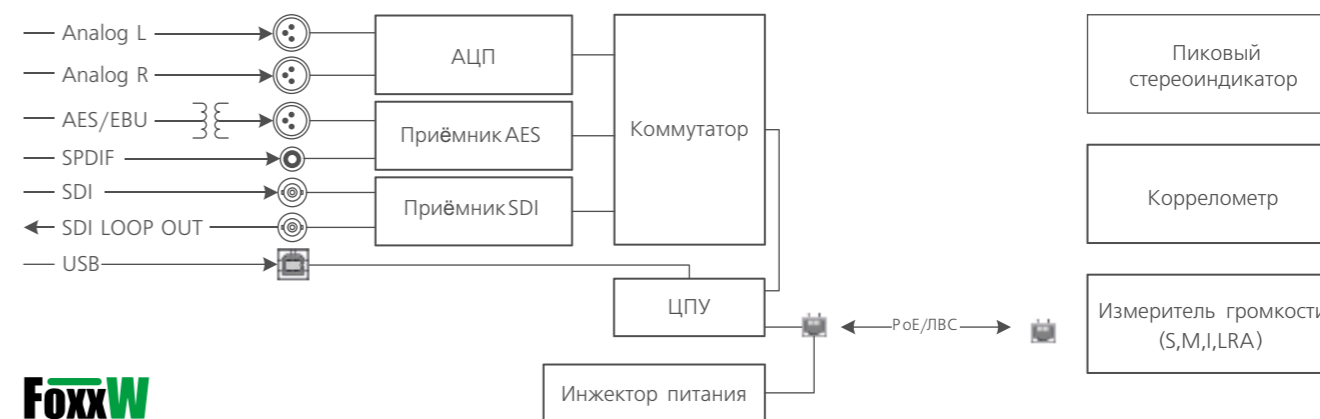 Analog L
Analog R
AES/EBU
SPDIF
SDI
SDI LOOP OUT
USB
АЦП
Приёмник AES
Приёмник SDI
Коммутатор
ЦПУ
Инжектор питания
PoE/ЛВС
Пиковый
стереоиндикатор
Коррелометр
Измеритель громкости
(S,M,I,LRA)
FoxxW